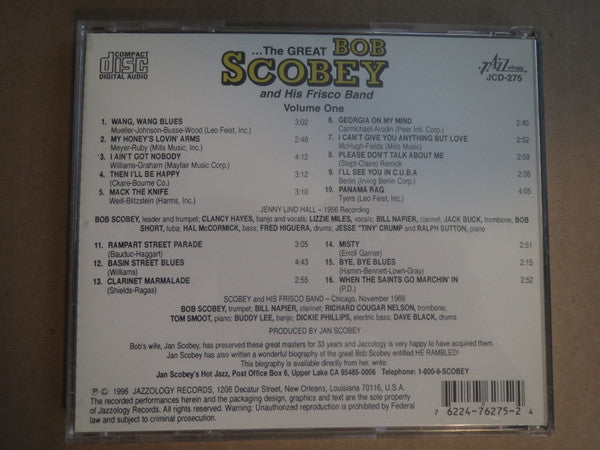 COMPACT
disc
DIGITAL AUDIO
...The GREAT BOB
SCOBEY
and His Frisco Band
Volume One
JAZZology
JCD-275
1. WANG, WANG BLUES 3:02
Mueller-Johnson-Busse-Wood (Leo Feist, Inc.)
2. MY HONEY'S LOVIN' ARMS 2:48
Meyer-Ruby (Mills Music, Inc.)
3. I AIN'T GOT NOBODY 4:12
Williams-Graham (Mayfair Music Corp.)
4. THEN I'LL BE HAPPY 3:12
(Okare-Bourne Co.)
5. MACK THE KNIFE 3:10
Weill-Blitzstein (Harms, Inc.)
6. GEORGIA ON MY MIND 2:40
Carmichael-Arodin (Peer Intl. Corp.)
7. I CAN'T GIVE YOU ANYTHING BUT LOVE 2:52
McHugh-Fields (Mills Music)
8. PLEASE DON'T TALK ABOUT ME 2:59
(Stept-Claire) Remick
9. I'LL SEE YOU IN C.U.B.A 2:38
Berlin (Irving Berlin Corp.)
10. PANAMA RAG 4:05
Tyers (Leo Feist, Inc.)
JENNY LIND HALL – 1956 Recording
BOB SCOBEY, leader and trumpet; CLANCY HAYES, banjo and vocals; LIZZIE MILES, vocals; BILL NAPIER, clarinet; JACK BUCK, trombone; BOB
SHORT, tuba; HAL McCORMICK, bass; FRED HIGUERA, drums; JESSE "TINY' CRUMP and RALPH SUTTON, piano
11. RAMPART STREET PARADE 3:05
(Bauduc-Haggart)
12. BASIN STREET BLUES 4:43
(Williams)
13. CLARINET MARMALADE 2:55
(Shields-Ragas)
14. MISTY 2:51
(Erroll Garner)
15. BYE, BYE BLUES 2:15
(Hamm-Bennett-Lown-Gray)
16. WHEN THE SAINTS GO MARCHIN' IN 2:52
(P.D.)
SCOBEY and HIS FRISCO BAND – Chicago, November 1969
BOB SCOBEY, trumpet; BILL NAPIER, clarinet; RICHARD COUGAR NELSON, trombone;
TOM SMOOT, piano; BUDDY LEE, banjo; DICKIE PHILLIPS, electric bass; DAVE BLACK, drums
PRODUCED BY JAN SCOBEY
Bob's wife, Jan Scobey, has preserved these great masters for 33 years and Jazzology is very happy to have acquired them.
Jan Scobey has also written a wonderful biography of the great Bob Scobey entitled HE RAMBLED!
This biography is available directly from her. write:
Jan Scobey's Hot Jazz, Post Office Box 6, Upper Lake CA 95485-0006 Telephone: 1-800-8-SCOBEY
℗ © 1996 JAZZOLOGY RECORDS, 1206 Decatur Street, New Orleans, Louisiana 70116, U.S.A.
The recorded performances herein and the packaging design, graphics and text are the sole property
of Jazzology Records. All rights reserved. Warning: Unauthorized reproduction is prohibited by Federal
law and subject to criminal prosecution.
7 62247-76275-2 4